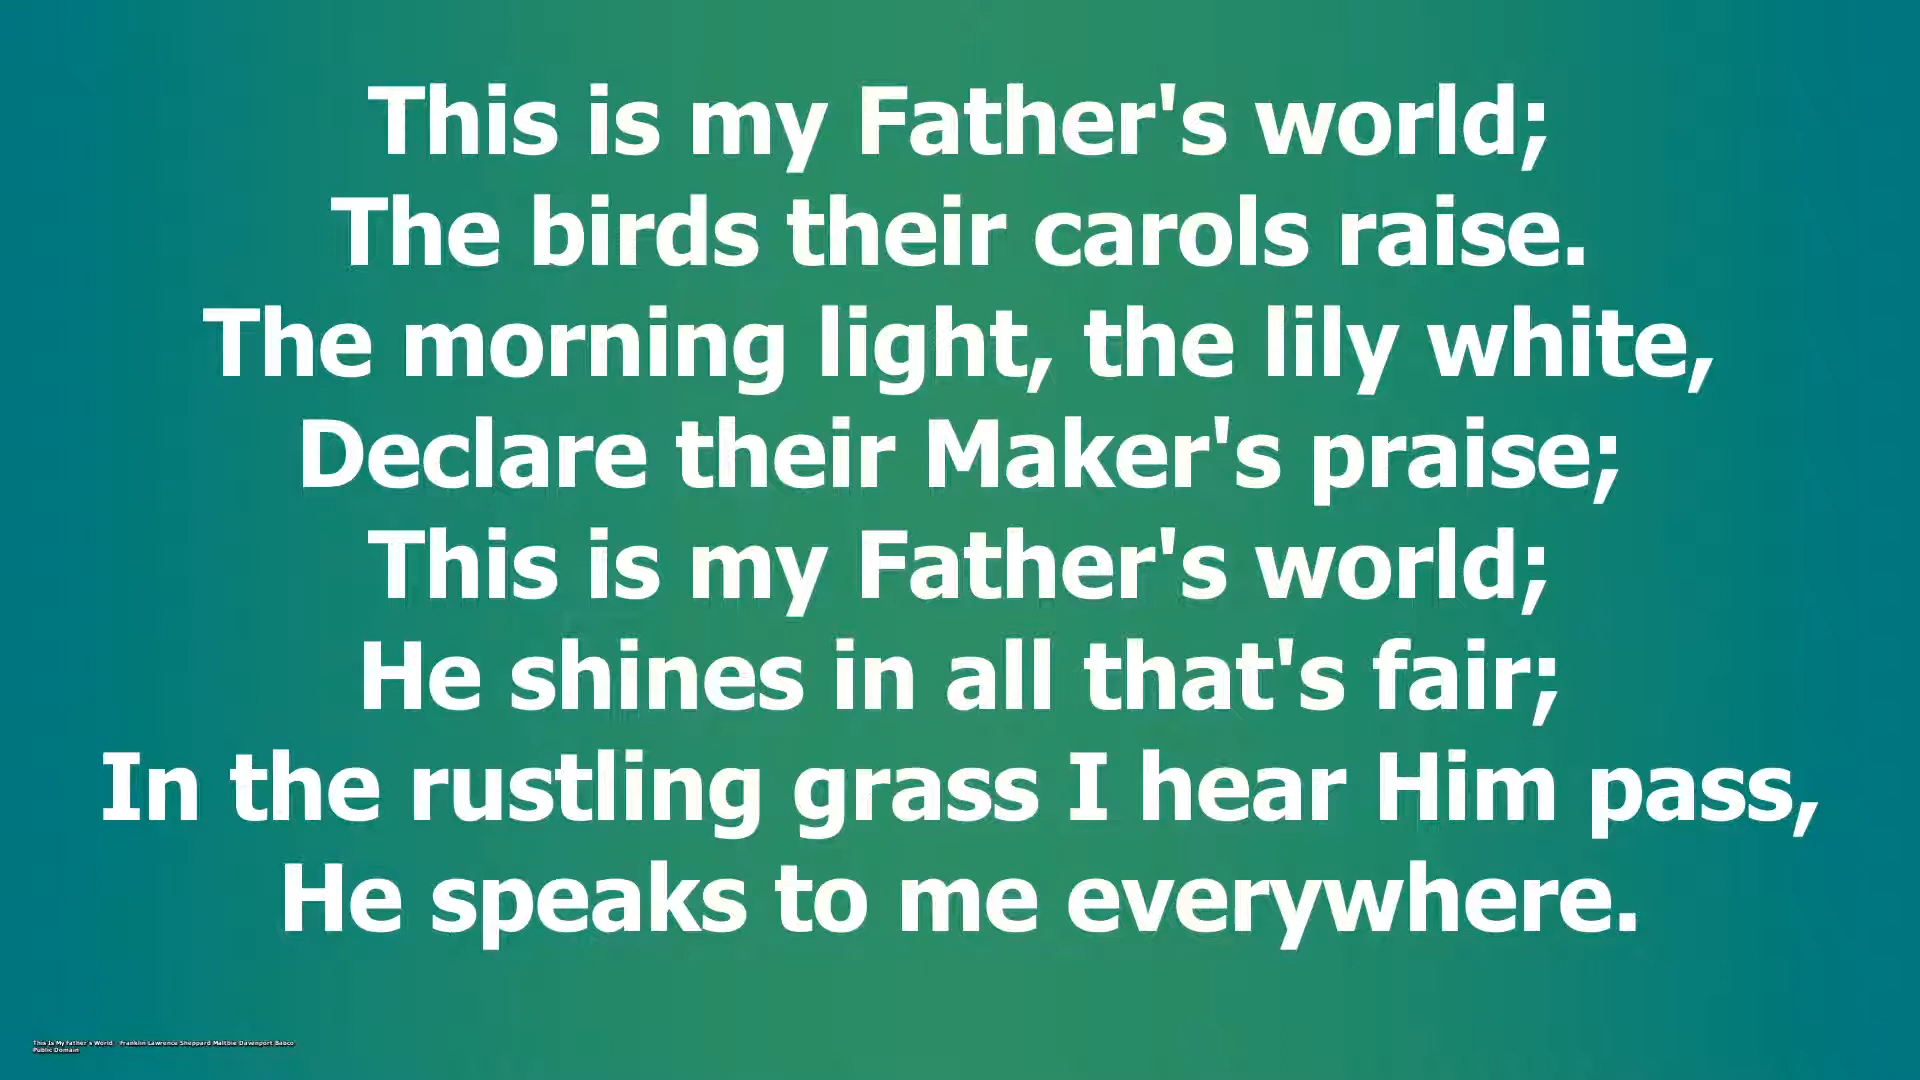 This is my Father's world;
The birds their carols raise.
The morning light, the lily white,
Declare their Maker's praise;
This is my Father's world;
He shines in all that's fair;
In the rustling grass I hear Him pass,
He speaks to me everywhere.
This Is My Father's World - Franklin Lawrence Sheppard Maltbie Davenport Babco
Public Domain